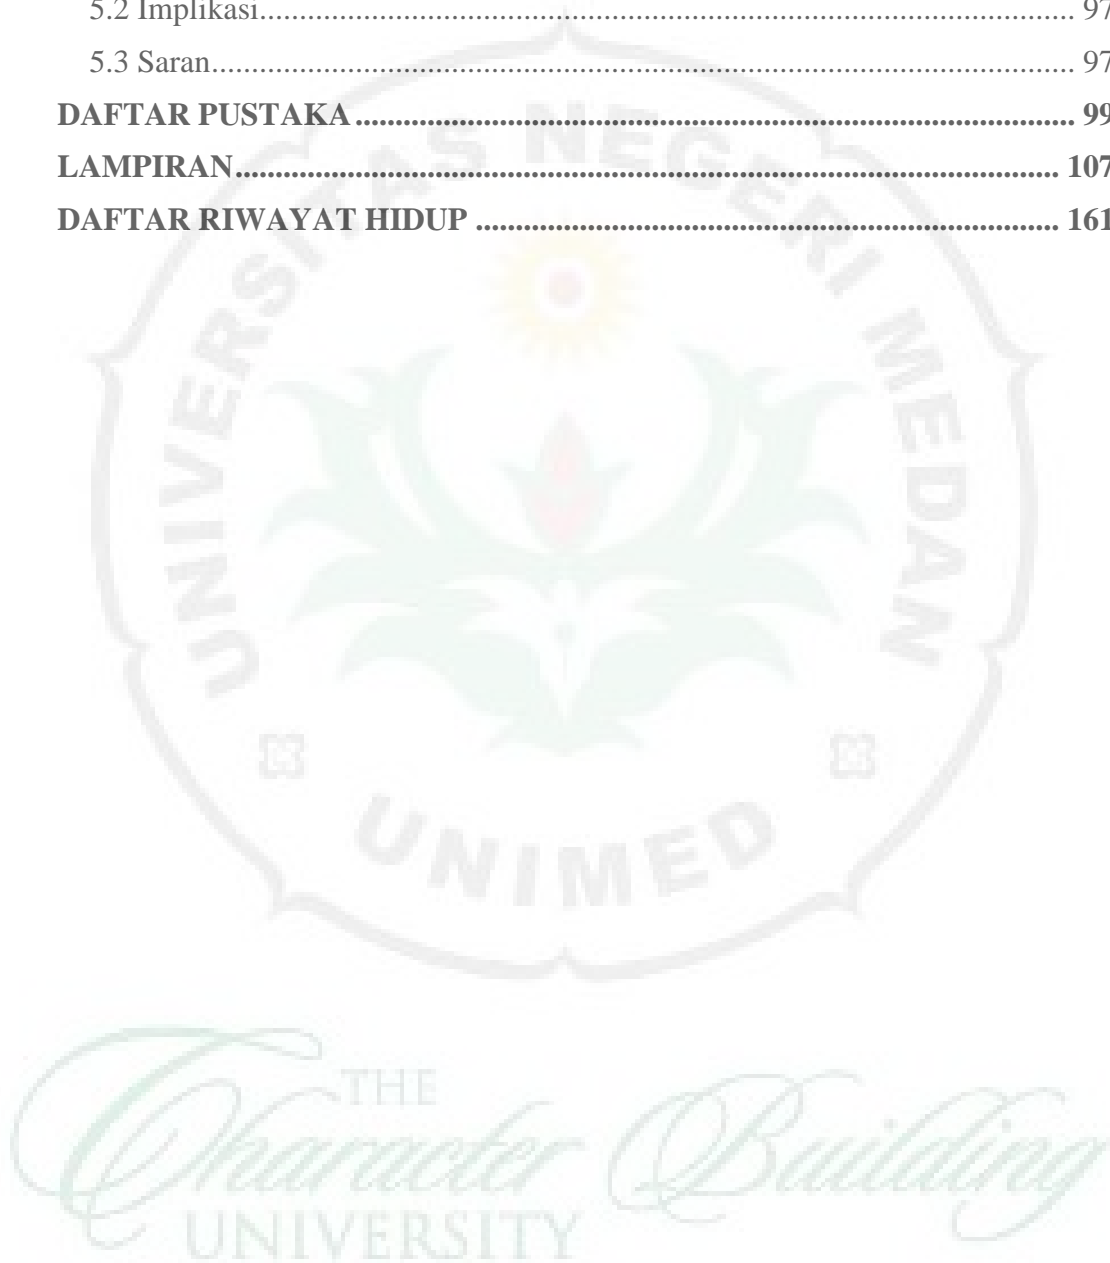 5.2 Implikasi.......................................................................................... 97
5.3 Saran............................................................................................... 97
DAFTAR PUSTAKA ............................................................................ 99
LAMPIRAN....................................................................................... 107
DAFTAR RIWAYAT HIDUP .............................................................. 161
UNIVERSITAS NEGERI MEDAN
UNIMED
THE
Character Building
UNIVERSITY